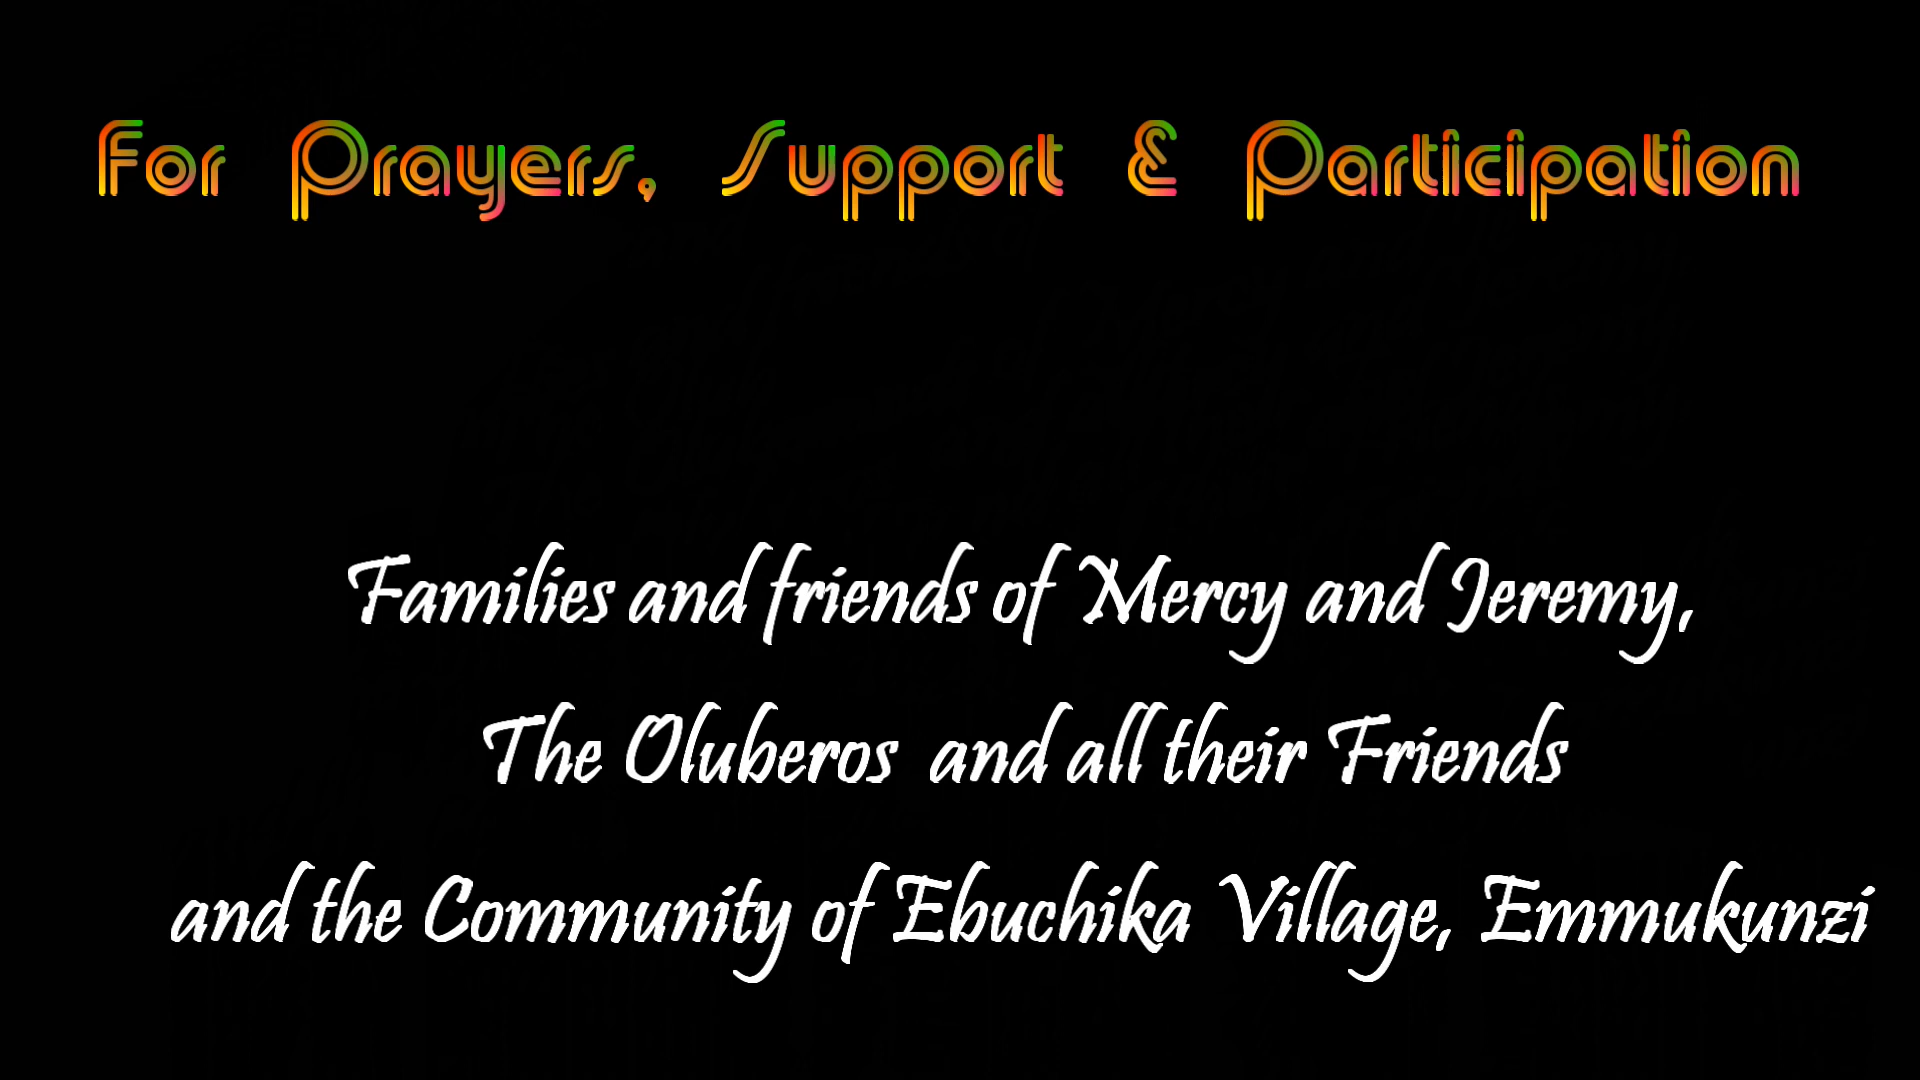 For Prayers, Support & Participation
Families and friends of Mercy and Jeremy,
The Oluberos and all their Friends
and the Community of Ebuchika Village, Emmukunzi